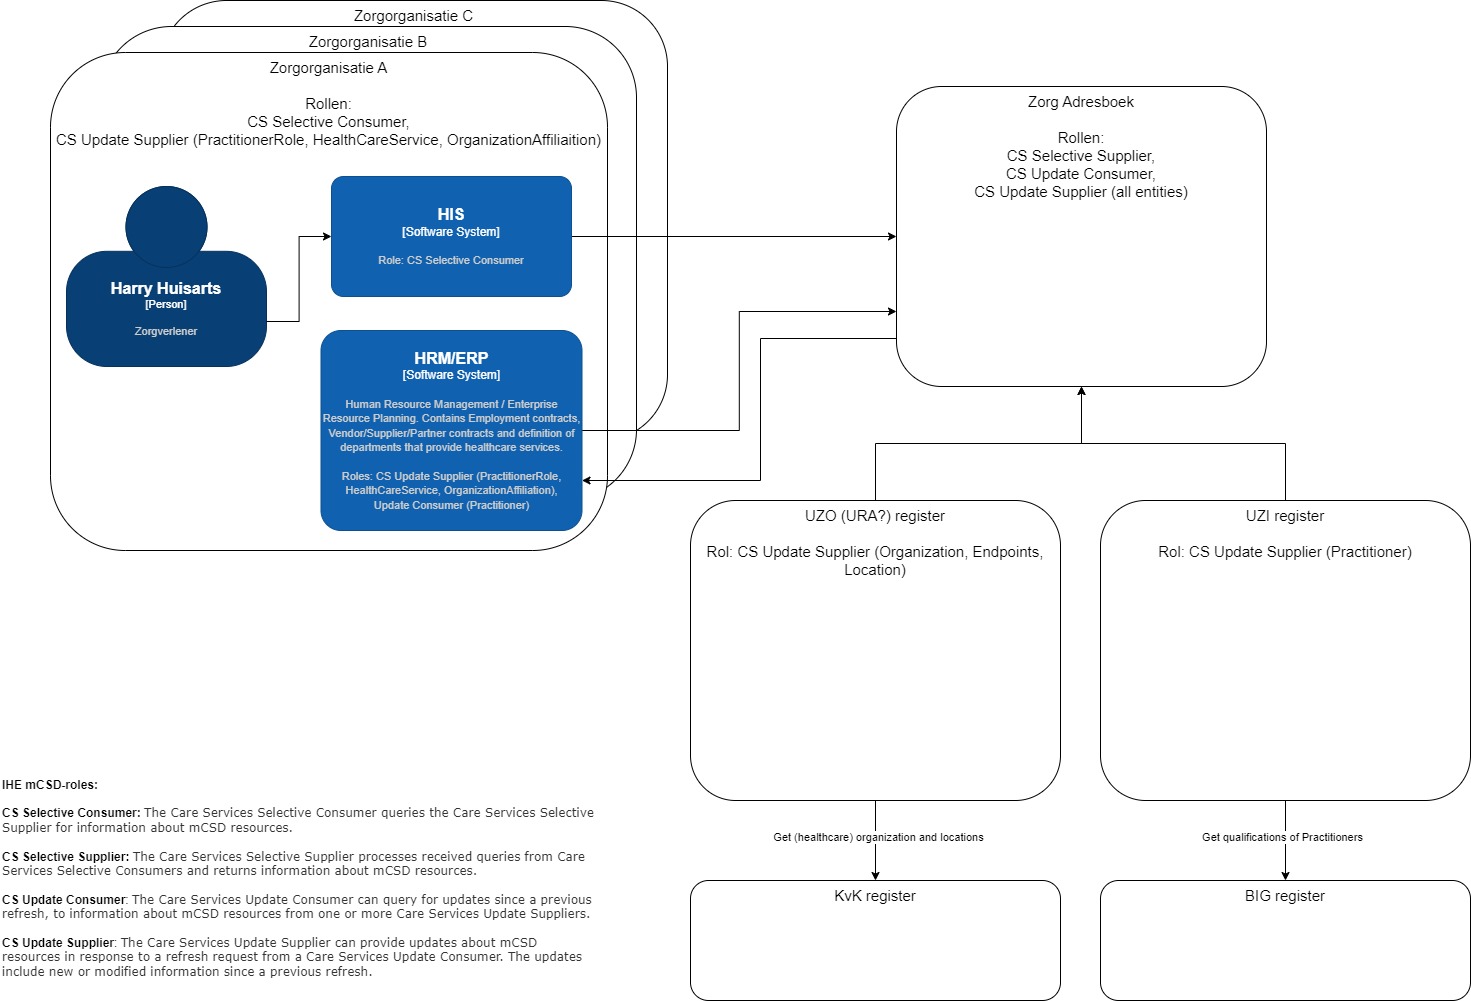 Zorgorganisatie C
Zorgorganisatie B
Zorgorganisatie A
Rollen:
CS Selective Consumer,
CS Update Supplier (PractitionerRole, HealthCareService, OrganizationAffiliaition)
Harry Huisarts
[Person]
Zorgverlener
HIS
[Software System]
Role: CS Selective Consumer
HRM/ERP
[Software System]
Human Resource Management / Enterprise
Resource Planning. Contains Employment contracts,
Vendor/Supplier/Partner contracts and definition of
departments that provide healthcare services.
Roles: CS Update Supplier (PractitionerRole,
HealthCareService, OrganizationAffiliation),
Update Consumer (Practitioner)
Zorg Adresboek
Rollen:
CS Selective Supplier,
CS Update Consumer,
CS Update Supplier (all entities)
UZO (URA?) register
Rol: CS Update Supplier (Organization, Endpoints,
Location)
UZI register
Rol: CS Update Supplier (Practitioner)
Get (healthcare) organization and locations
Get qualifications of Practitioners
KvK register
BIG register
IHE mCSD-roles:
CS Selective Consumer: The Care Services Selective Consumer queries the Care Services Selective
Supplier for information about mCSD resources.
CS Selective Supplier: The Care Services Selective Supplier processes received queries from Care
Services Selective Consumers and returns information about mCSD resources.
CS Update Consumer: The Care Services Update Consumer can query for updates since a previous
refresh, to information about mCSD resources from one or more Care Services Update Suppliers.
CS Update Supplier: The Care Services Update Supplier can provide updates about mCSD
resources in response to a refresh request from a Care Services Update Consumer. The updates
include new or modified information since a previous refresh.